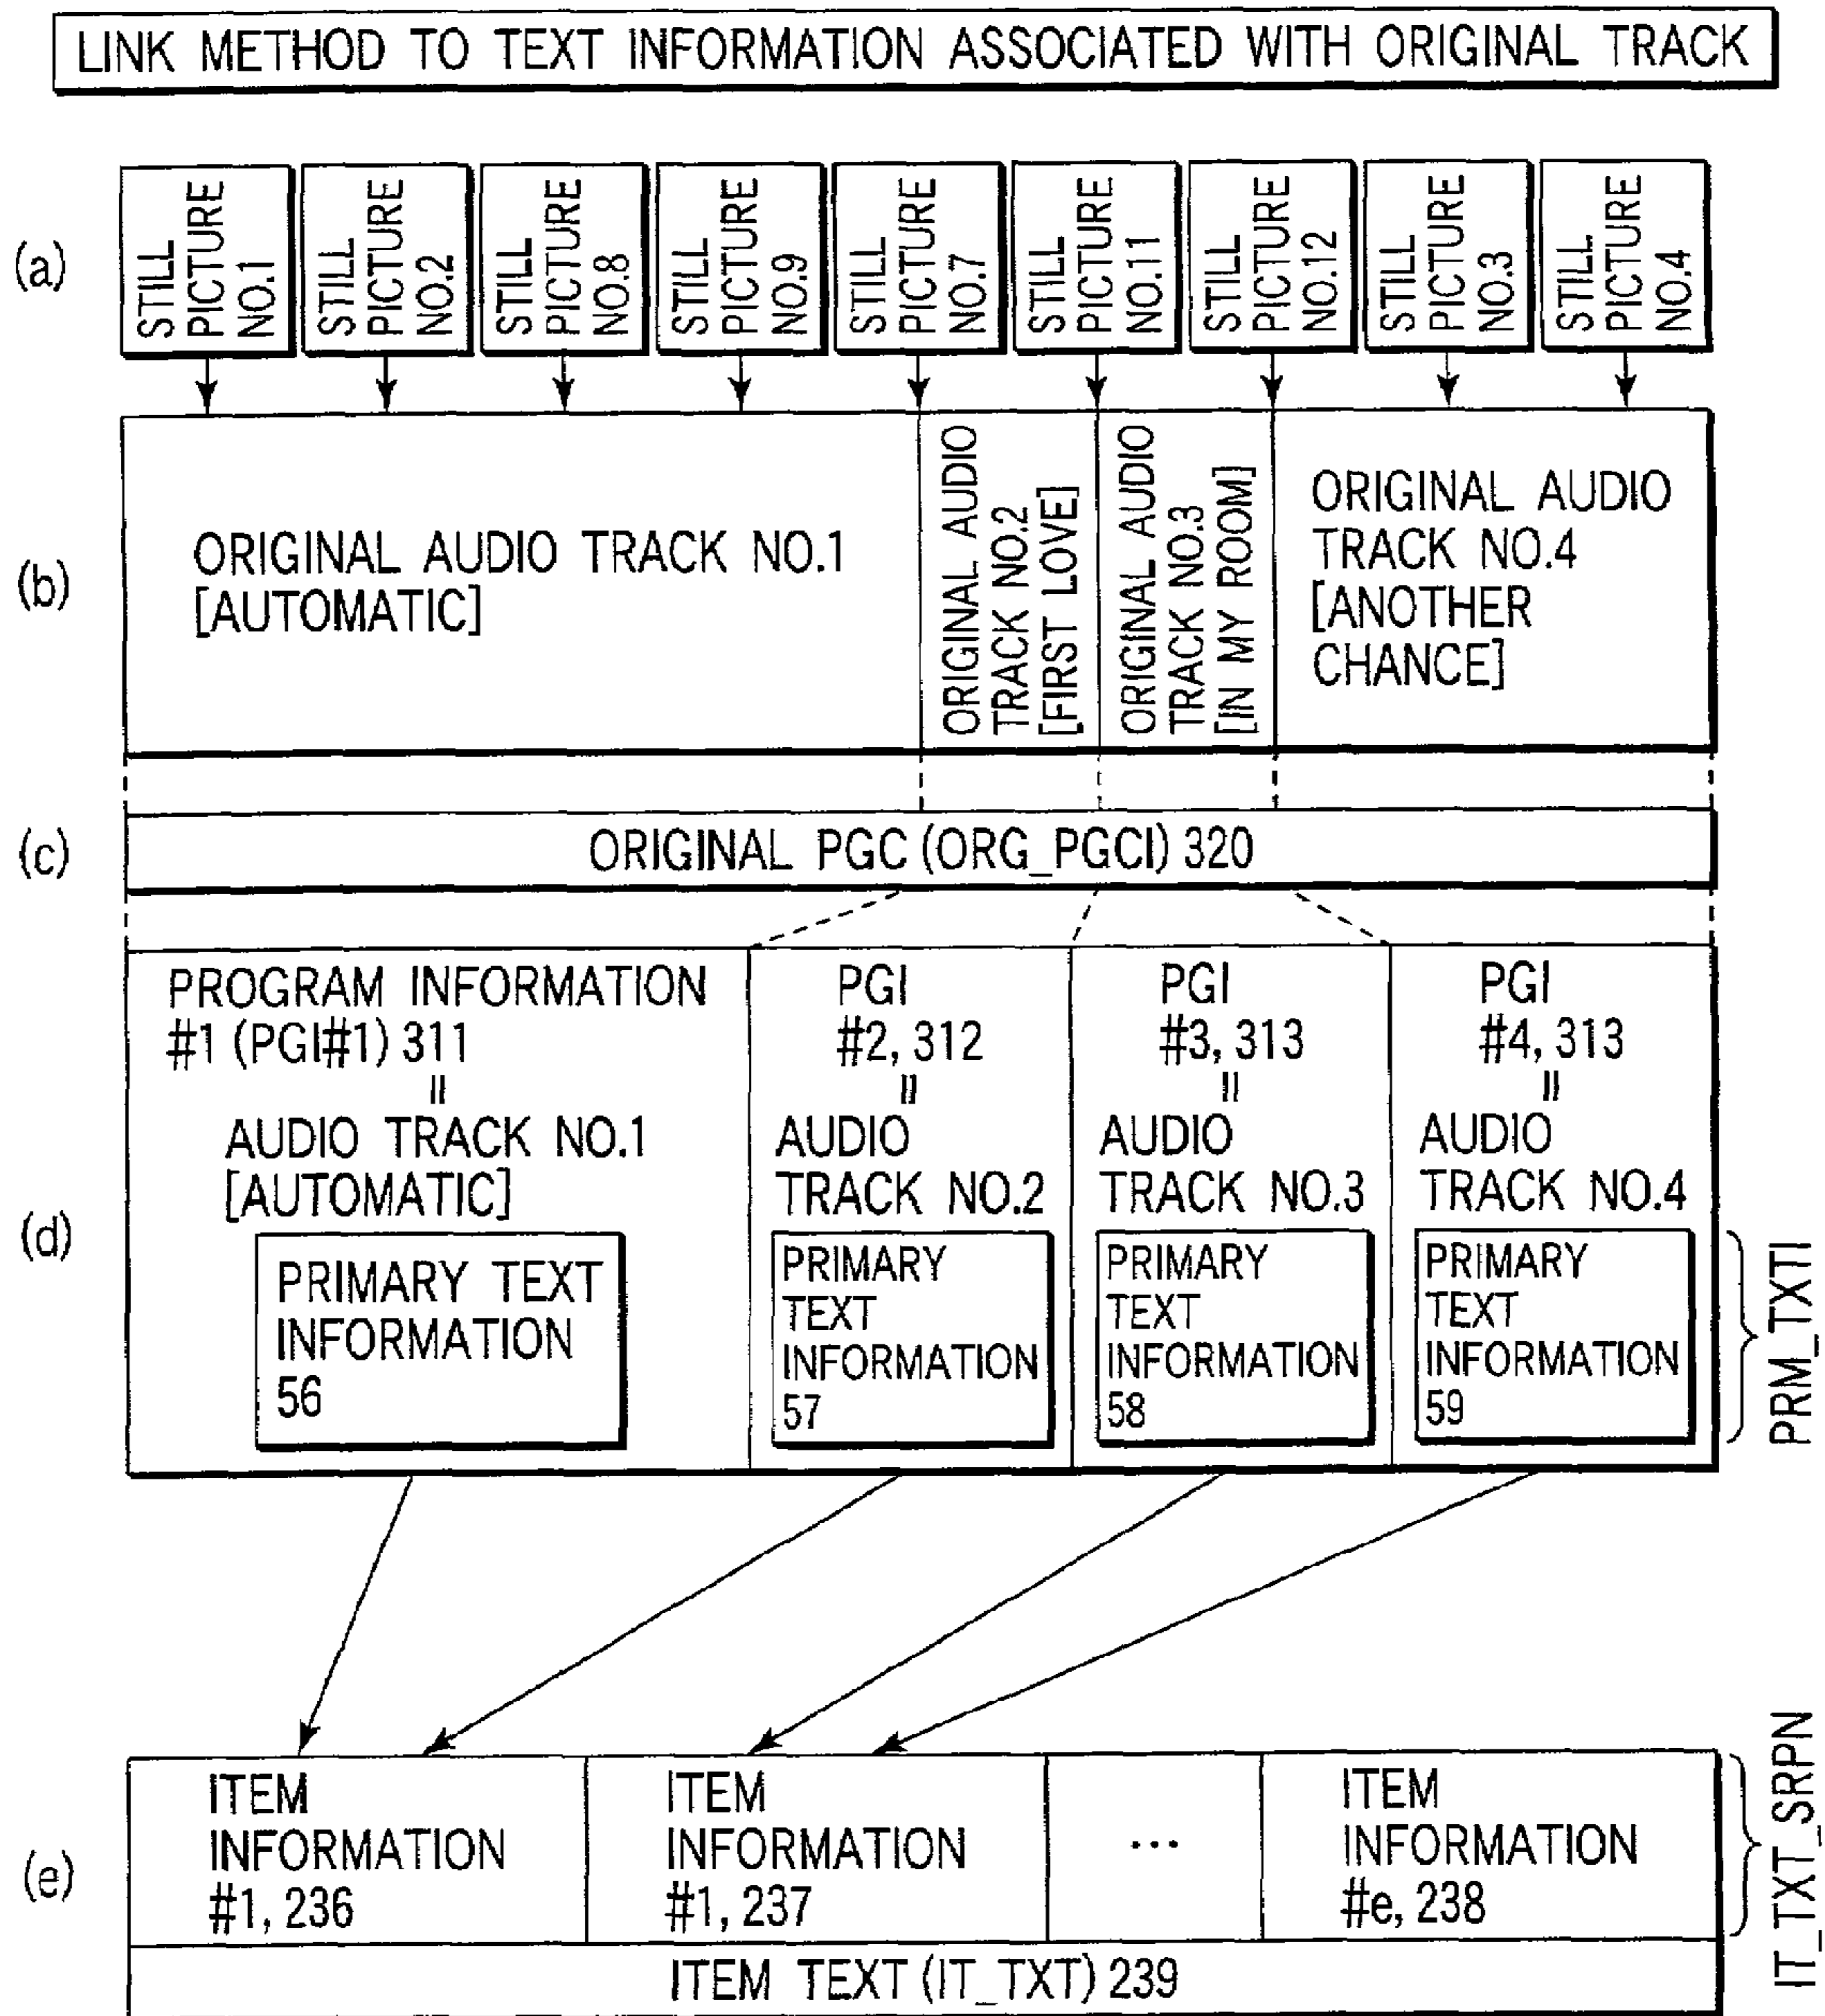 LINK METHOD TO TEXT INFORMATION ASSOCIATED WITH ORIGINAL TRACK
(a)
STILL
PICTURE
NO.1
STILL
PICTURE
NO.2
STILL
PICTURE
NO.8
STILL
PICTURE
NO.9
STILL
PICTURE
NO.7
STILL
PICTURE
NO.11
STILL
PICTURE
NO.12
STILL
PICTURE
NO.3
STILL
PICTURE
NO.4
(b)
ORIGINAL AUDIO TRACK NO.1
[AUTOMATIC]
ORIGINAL AUDIO
TRACK NO.2
[FIRST LOVE]
ORIGINAL AUDIO
TRACK NO.3
[IN MY ROOM]
ORIGINAL AUDIO
TRACK NO.4
[ANOTHER
CHANCE]
(c)
ORIGINAL PGC (ORG_PGCI) 320
(d)
PROGRAM INFORMATION
#1 (PGI#1) 311
=
AUDIO TRACK NO.1
[AUTOMATIC]
PRIMARY TEXT
INFORMATION
56
PGI
#2, 312
=
AUDIO
TRACK NO.2
PRIMARY
TEXT
INFORMATION
57
PGI
#3, 313
=
AUDIO
TRACK NO.3
PRIMARY
TEXT
INFORMATION
58
PGI
#4, 313
=
AUDIO
TRACK NO.4
PRIMARY
TEXT
INFORMATION
59
PRM_TXTI
(e)
ITEM
INFORMATION
#1, 236
ITEM
INFORMATION
#1, 237
...
ITEM
INFORMATION
#e, 238
IT_TXT_SRPN
ITEM TEXT (IT_TXT) 239